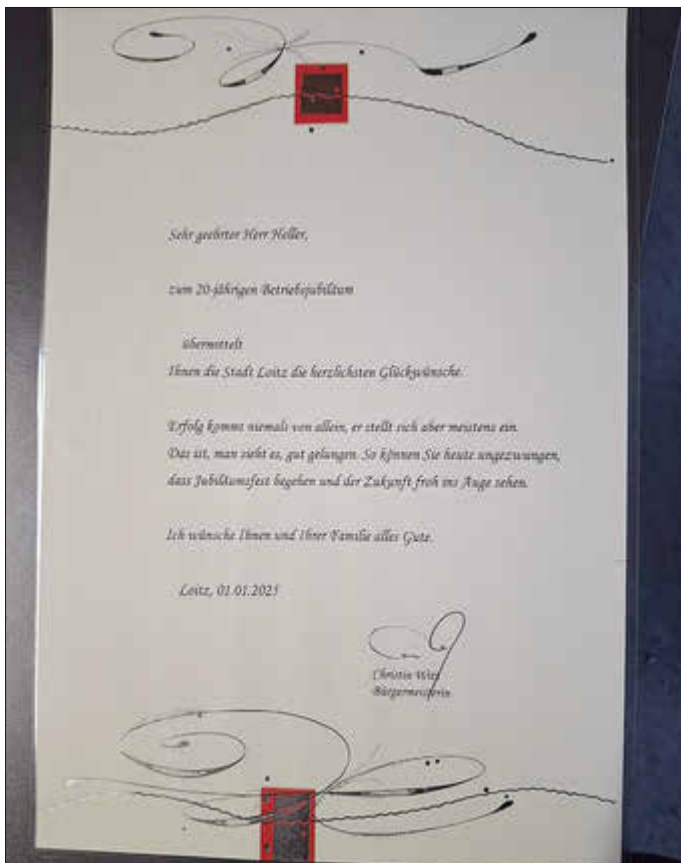 Sehr geehrter Herr Heller,
zum 20-jährigen Betriebsjubiläum
übermittelt
Ihnen die Stadt Loitz die herzlichsten Glückwünsche.
Erfolg kommt niemals von allein, er stellt sich aber meistens ein.
Das ist, man sieht es, gut gelungen. So können Sie heute ungezwungen,
dass Jubiläumsfest begehen und der Zukunft froh ins Auge sehen.
Ich wünsche Ihnen und Ihrer Familie alles Gute.
Loitz, 01.01.2025
Christin
Bürgermeisterin